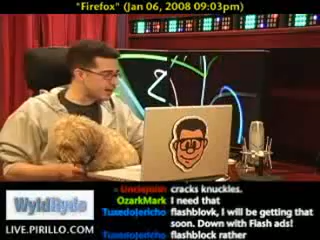 "Firefox" (Jan 06, 2008 09:03pm)
cracks knuckles.
OzarkMark I need that
TuxedoJericho flashblovk, I will be getting that
soon. Down with Flash ads!
TuxedoJericho flashblock rather
WyldRyde
LIVE.PIRILLO.COM